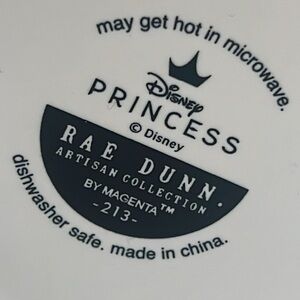 may get hot in microwave.
Disney
PRINCESS
© Disney
RAE DUNN.
ARTISAN COLLECTION
BY MAGENTA™
-213-
dishwasher safe. made in china.